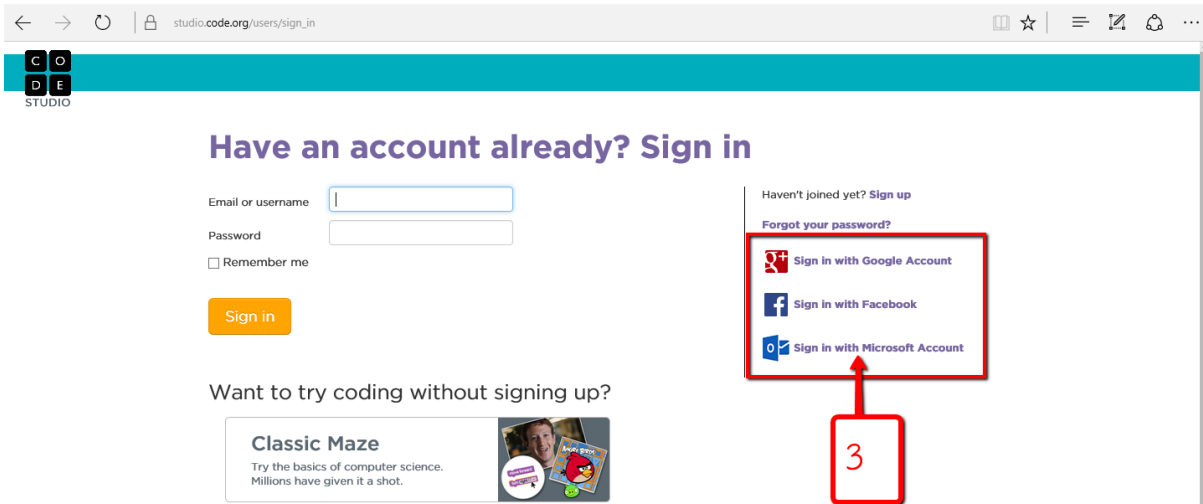 studio.code.org/users/sign_in
C O
D E
STUDIO
Have an account already? Sign in
Email or username
Password
Remember me
Sign in
Haven't joined yet? Sign up
Forgot your password?
g+ Sign in with Google Account
f Sign in with Facebook
o Sign in with Microsoft Account
3
Want to try coding without signing up?
Classic Maze
Try the basics of computer science.
Millions have given it a shot.
ANGRY BIRDS